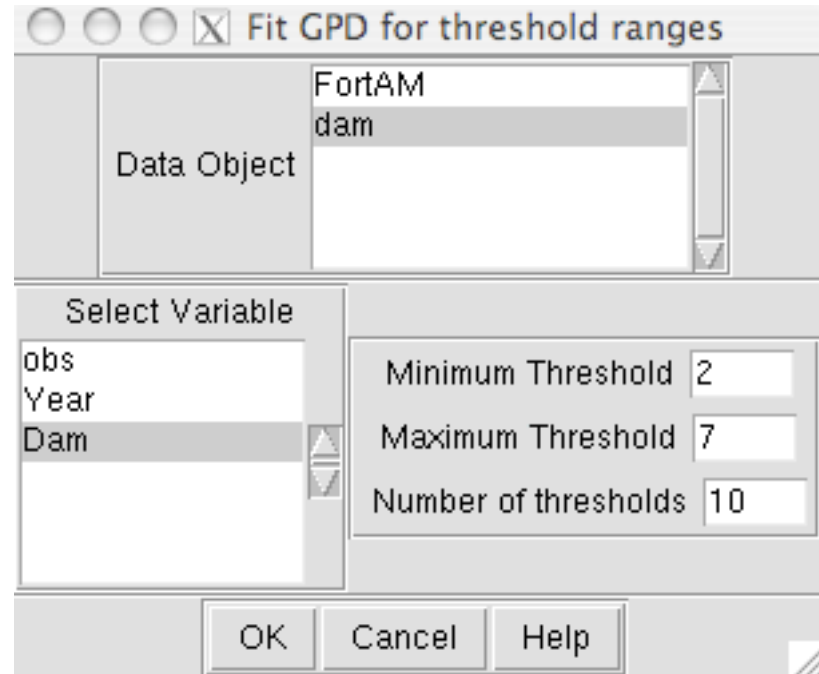 X Fit GPD for threshold ranges
Data Object
FortAM
dam
Select Variable
obs
Year
Dam
Minimum Threshold 2
Maximum Threshold 7
Number of thresholds 10
OK
Cancel
Help